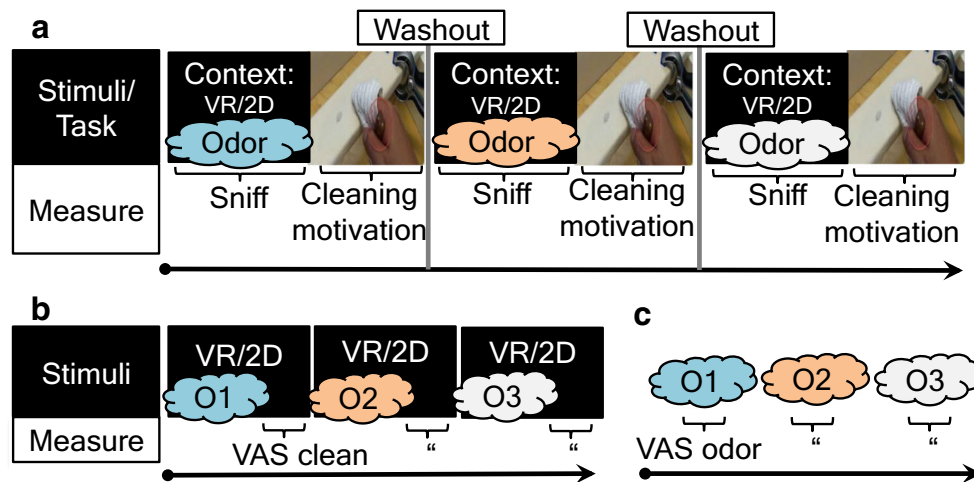 a
Washout
Washout
Stimuli/
Task
Context:
VR/2D
Odor
Context:
VR/2D
Odor
Context:
VR/2D
Odor
Measure
Sniff
Cleaning
motivation
Sniff
Cleaning
motivation
Sniff
Cleaning
motivation
b
Stimuli
VR/2D
O1
VR/2D
O2
VR/2D
O3
Measure
VAS clean
“
“
c
O1
O2
O3
VAS odor
“
“